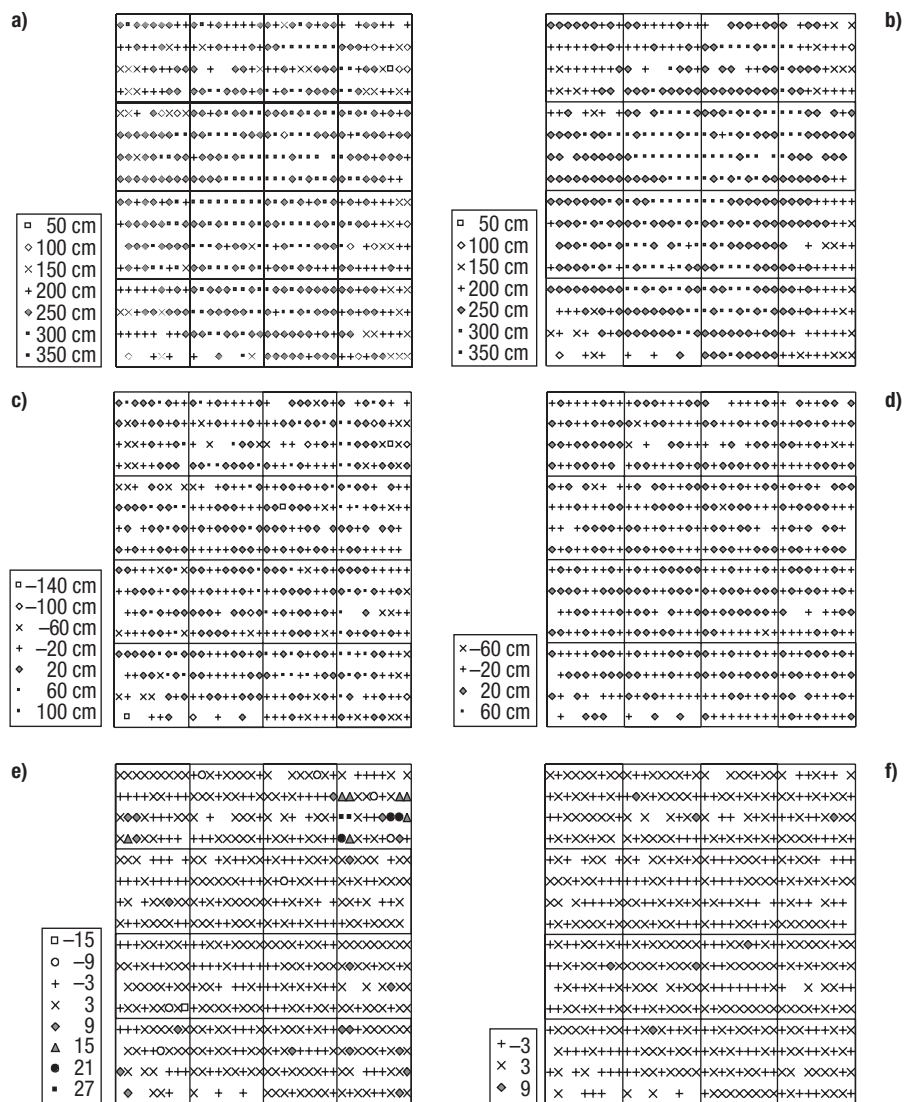 a)
b)
50 cm
100 cm
150 cm
200 cm
250 cm
300 cm
350 cm
50 cm
100 cm
150 cm
200 cm
250 cm
300 cm
350 cm
c)
d)
–140 cm
–100 cm
–60 cm
–20 cm
20 cm
60 cm
100 cm
–60 cm
–20 cm
20 cm
60 cm
e)
f)
–15
–9
–3
3
9
15
21
27
–3
3
9